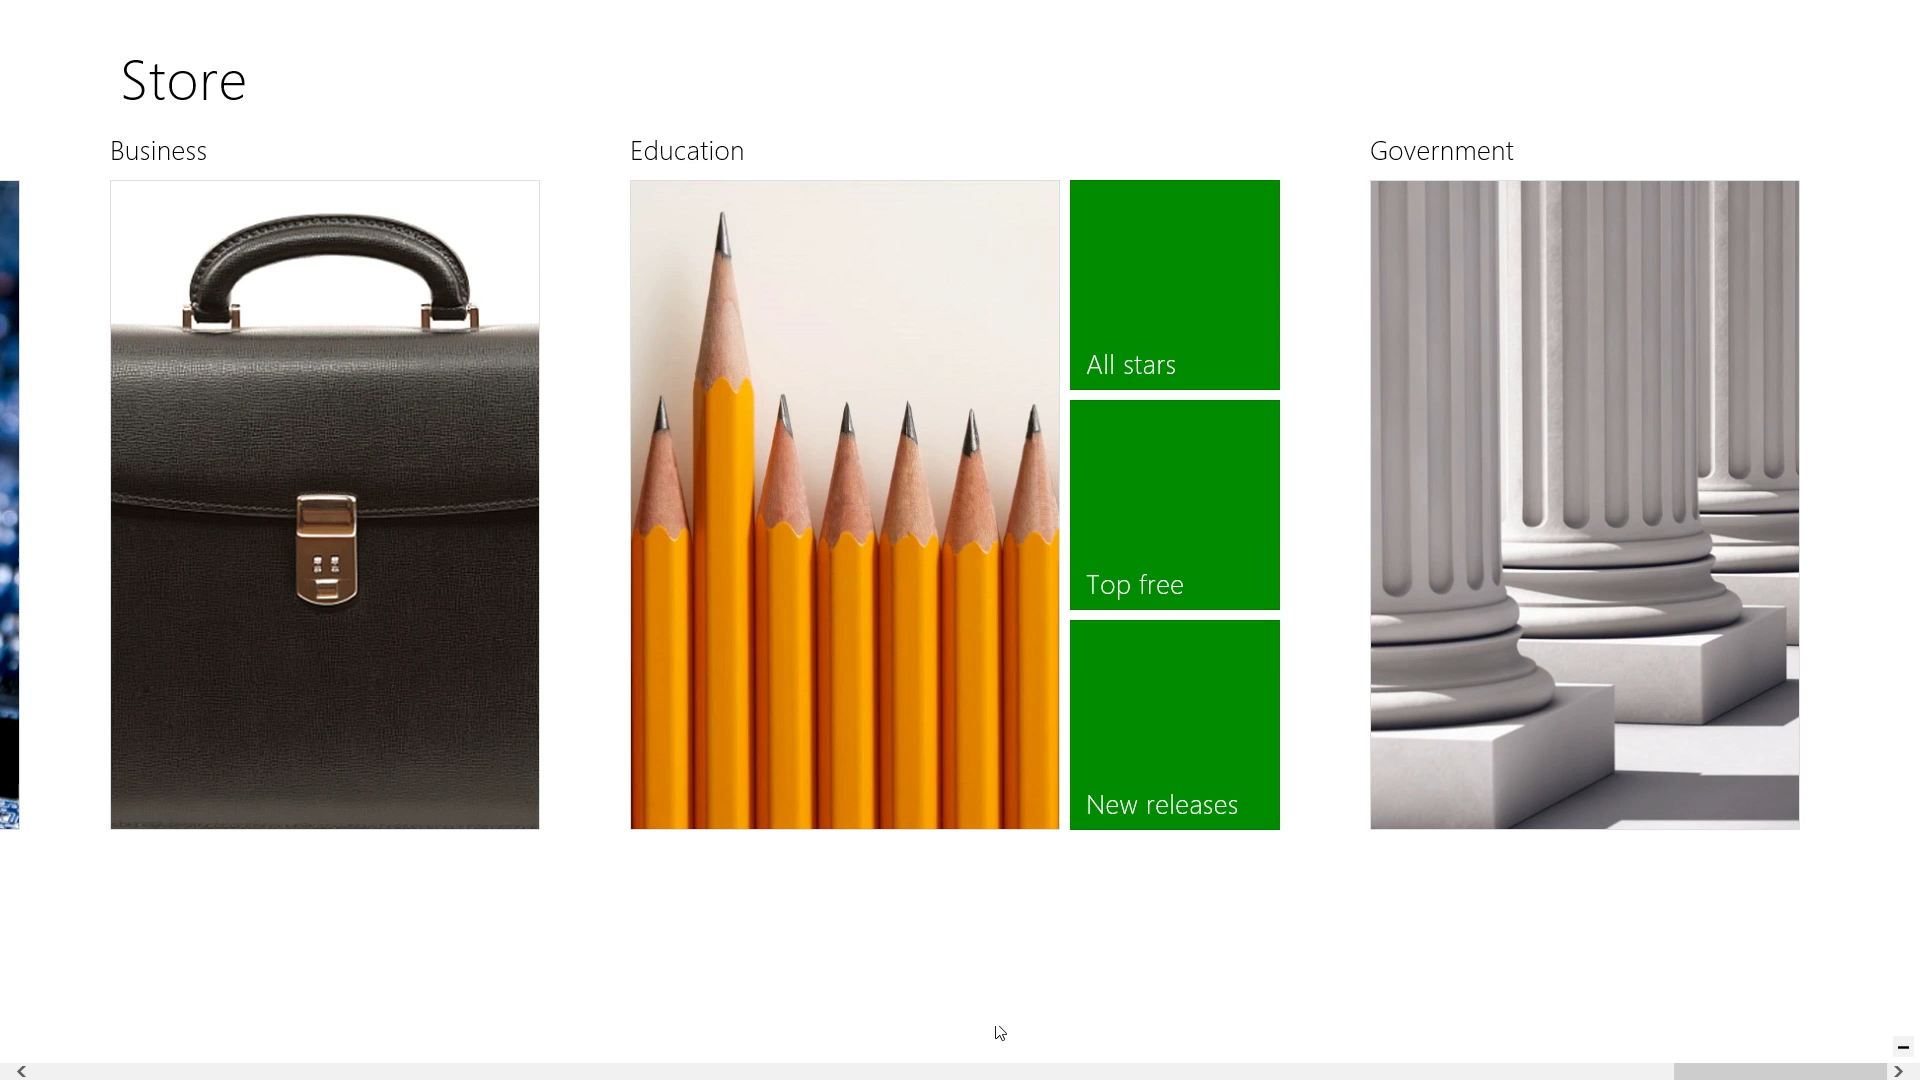 Store
Business
Education
Government
All stars
Top free
New releases